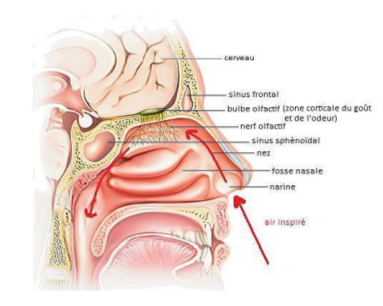 cerveau
sinus frontal
bulbe olfactif (zone corticale du goût
et de l'odeur)
nerf olfactif
sinus sphénoïdal
nez
fosse nasale
narine
air inspiré